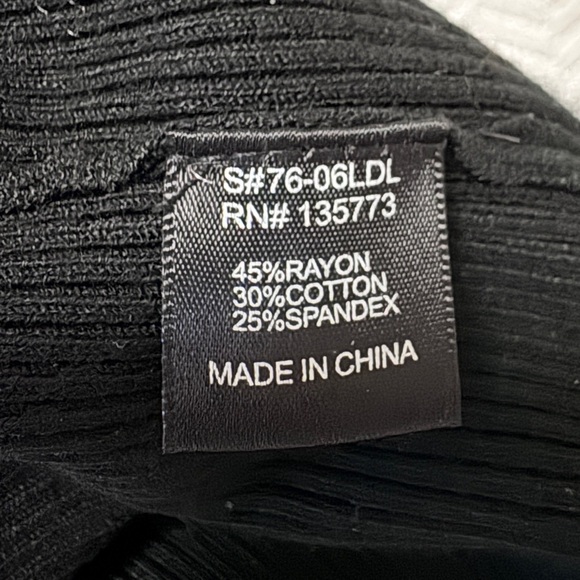 S#76-06LDL
RN# 135773
45%RAYON
30%COTTON
25%SPANDEX
MADE IN CHINA